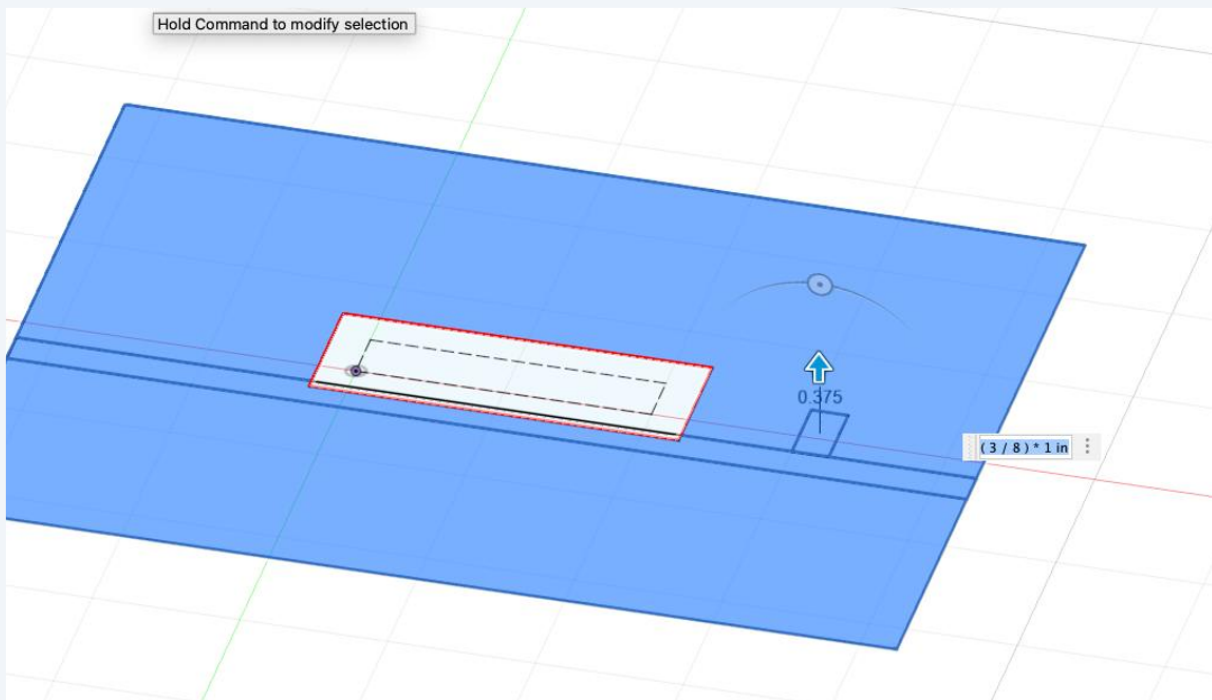 Hold Command to modify selection
0.375
( 3 / 8 ) * 1 in